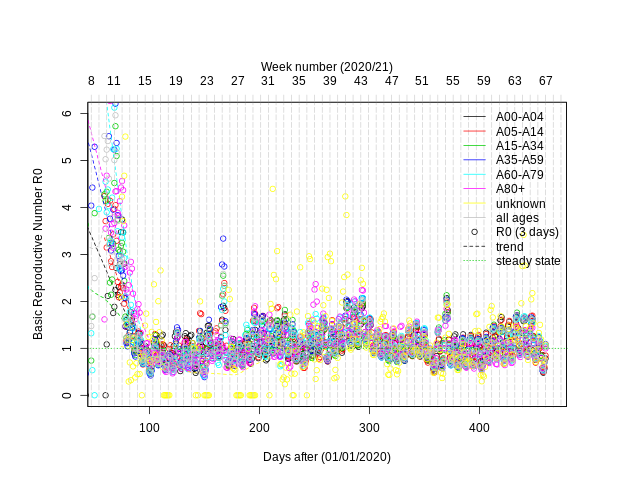 Week number (2020/21)
8 11 15 19 23 27 31 35 39 43 47 51 55 59 63 67
6
5
4
3
2
1
0
Basic Reproductive Number R0
A00-A04
A05-A14
A15-A34
A35-A59
A60-A79
A80+
unknown
all ages
R0 (3 days)
trend
steady state
100 200 300 400
Days after (01/01/2020)